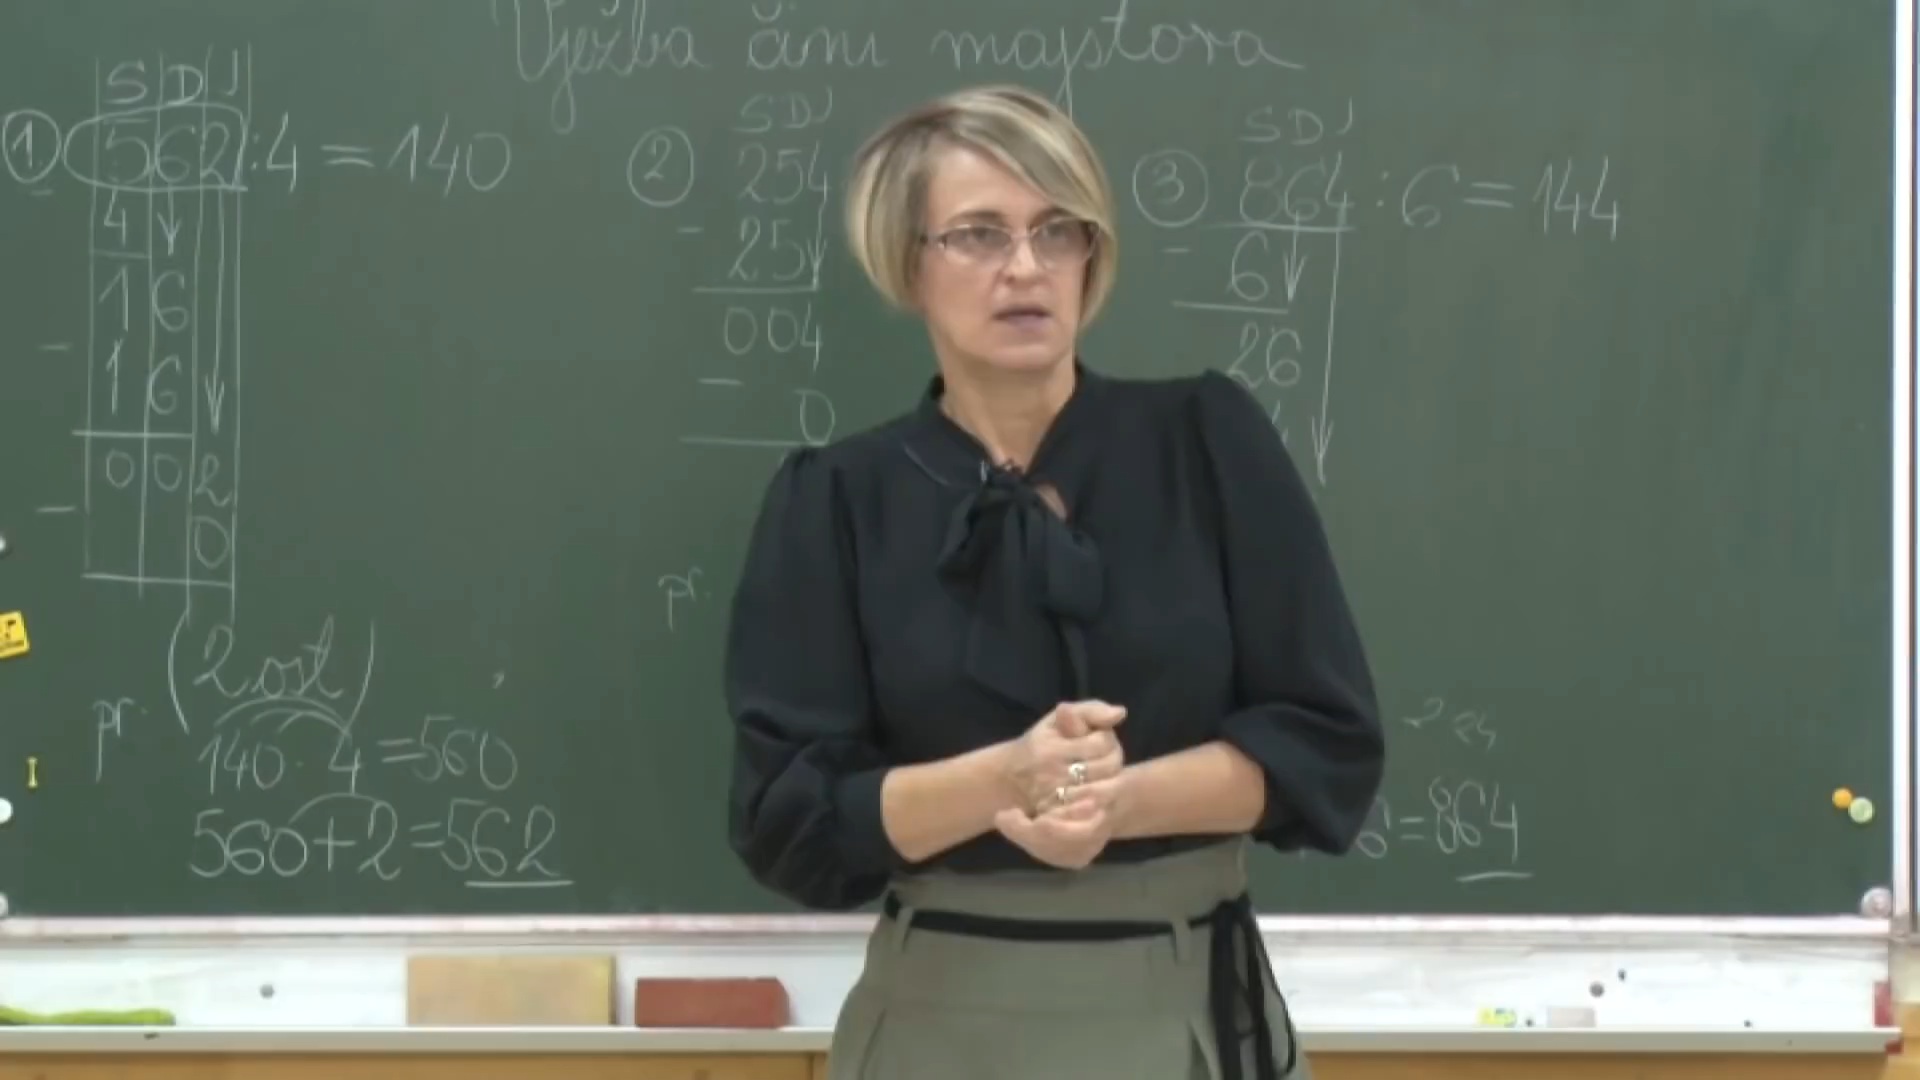 Vježba čini majstora
S D J
① 562 : 4 = 140
4
16
- 16
002
- 0
(2 ost)
pr. 140 · 4 = 560
560 + 2 = 562
S D J
② 254
- 25
004
- 0
pr.
S D J
③ 864 : 6 = 144
- 6
26
6 = 864